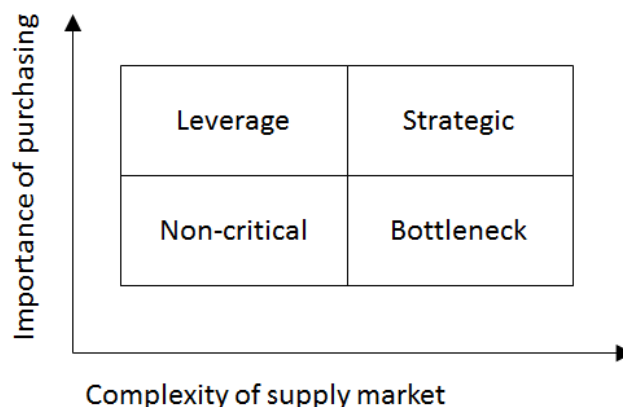 Importance of purchasing
Leverage
Strategic
Non-critical
Bottleneck
Complexity of supply market